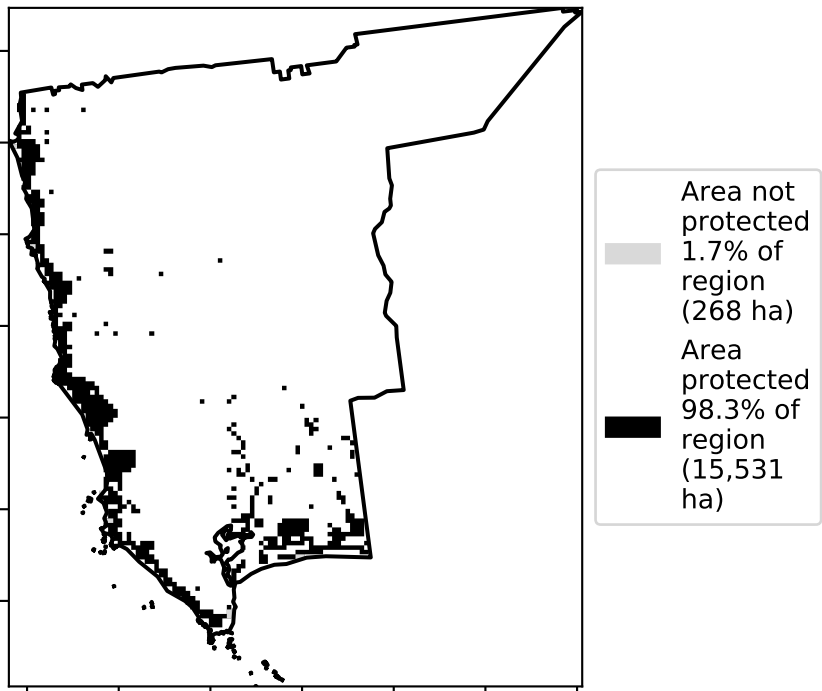 Area not
protected
1.7% of
region
(268 ha)
Area
protected
98.3% of
region
(15,531
ha)